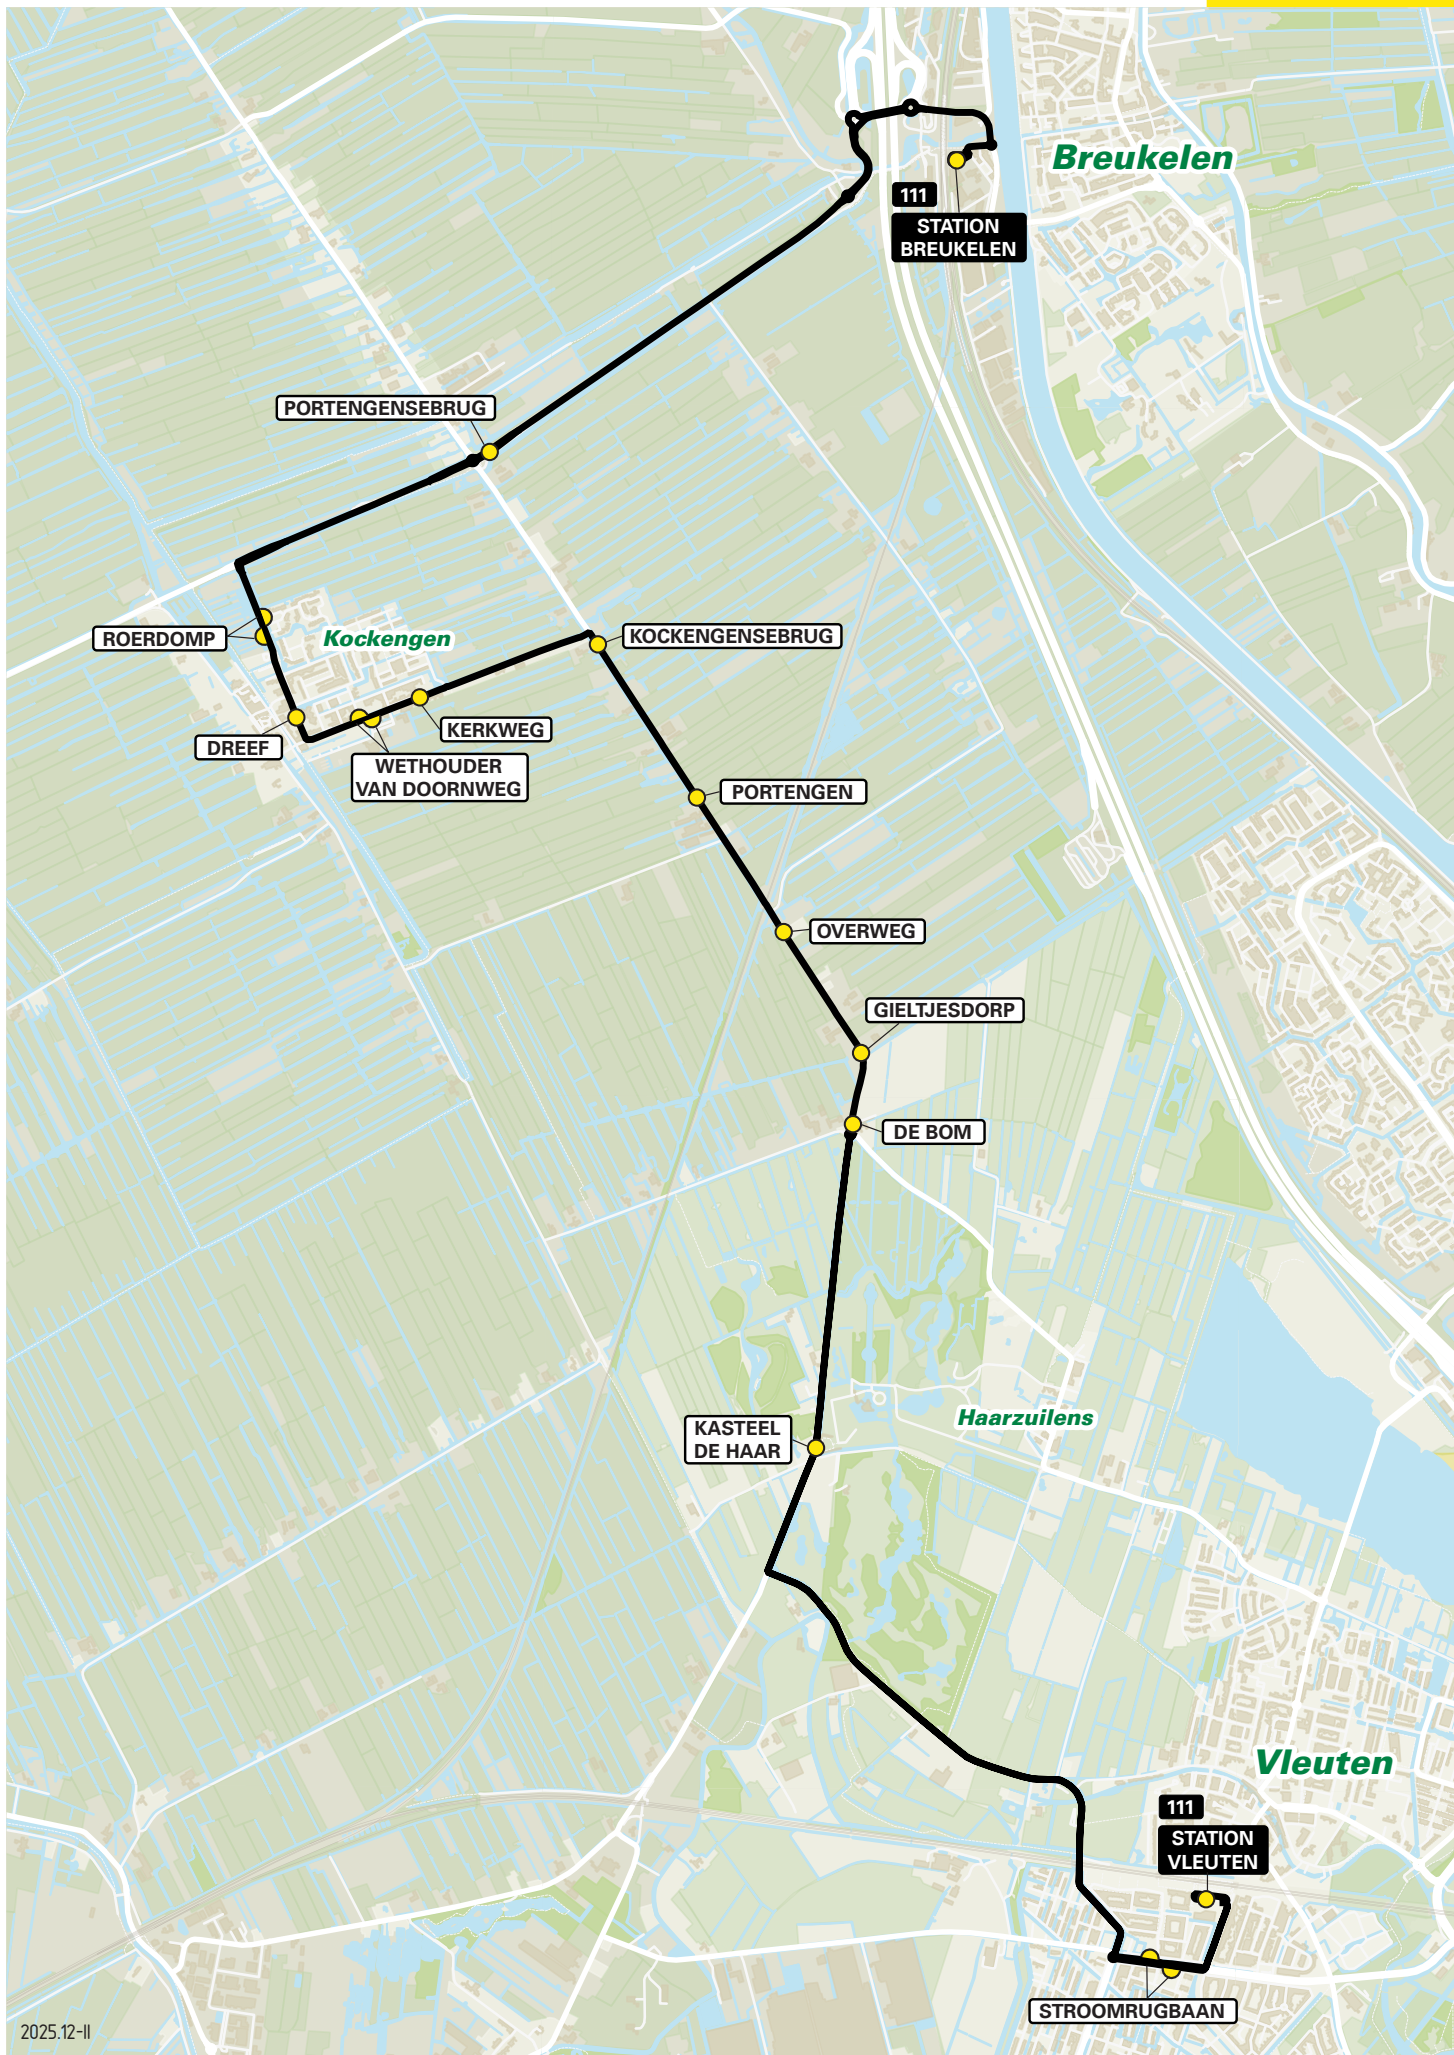 Breukelen
111
STATION
BREUKELEN
PORTENGENSEBRUG
ROERDOMP
Kockengen
KOCKENGENSEBRUG
DREEF
KERKWEG
WETHOUDER
VAN DOORNWEG
PORTENGEN
OVERWEG
GIELTJESDORP
DE BOM
Haarzuilens
KASTEEL
DE HAAR
Vleuten
111
STATION
VLEUTEN
STROOMRUGBAAN
2025.12-II